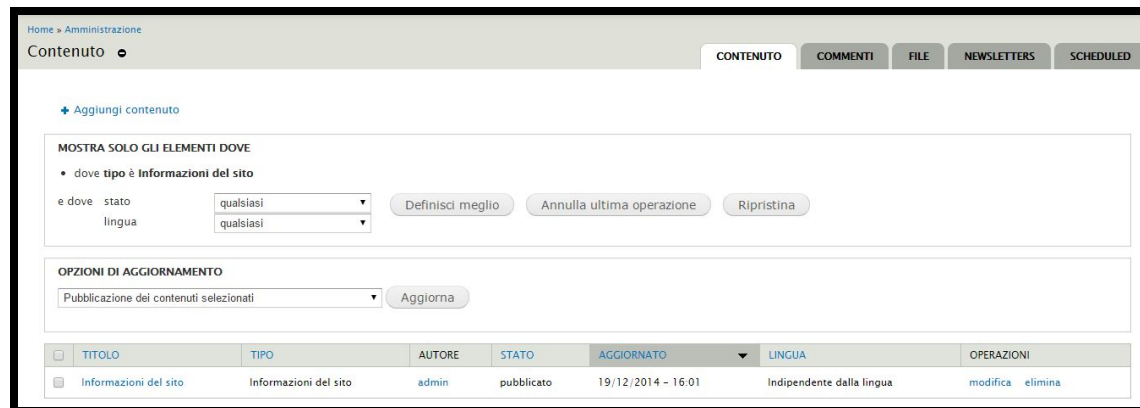 Home » Amministrazione
Contenuto
CONTENUTO COMMENTI FILE NEWSLETTERS SCHEDULED
Aggiungi contenuto
MOSTRA SOLO GLI ELEMENTI DOVE
• dove tipo è Informazioni del sito
e dove stato qualsiasi Definisci meglio Annulla ultima operazione Ripristina
lingua qualsiasi
OPZIONI DI AGGIORNAMENTO
Pubblicazione dei contenuti selezionati Aggiorna
TITOLO TIPO AUTORE STATO AGGIORNATO LINGUA OPERAZIONI
Informazioni del sito Informazioni del sito admin pubblicato 19/12/2014 - 16:01 Indipendente dalla lingua modifica elimina